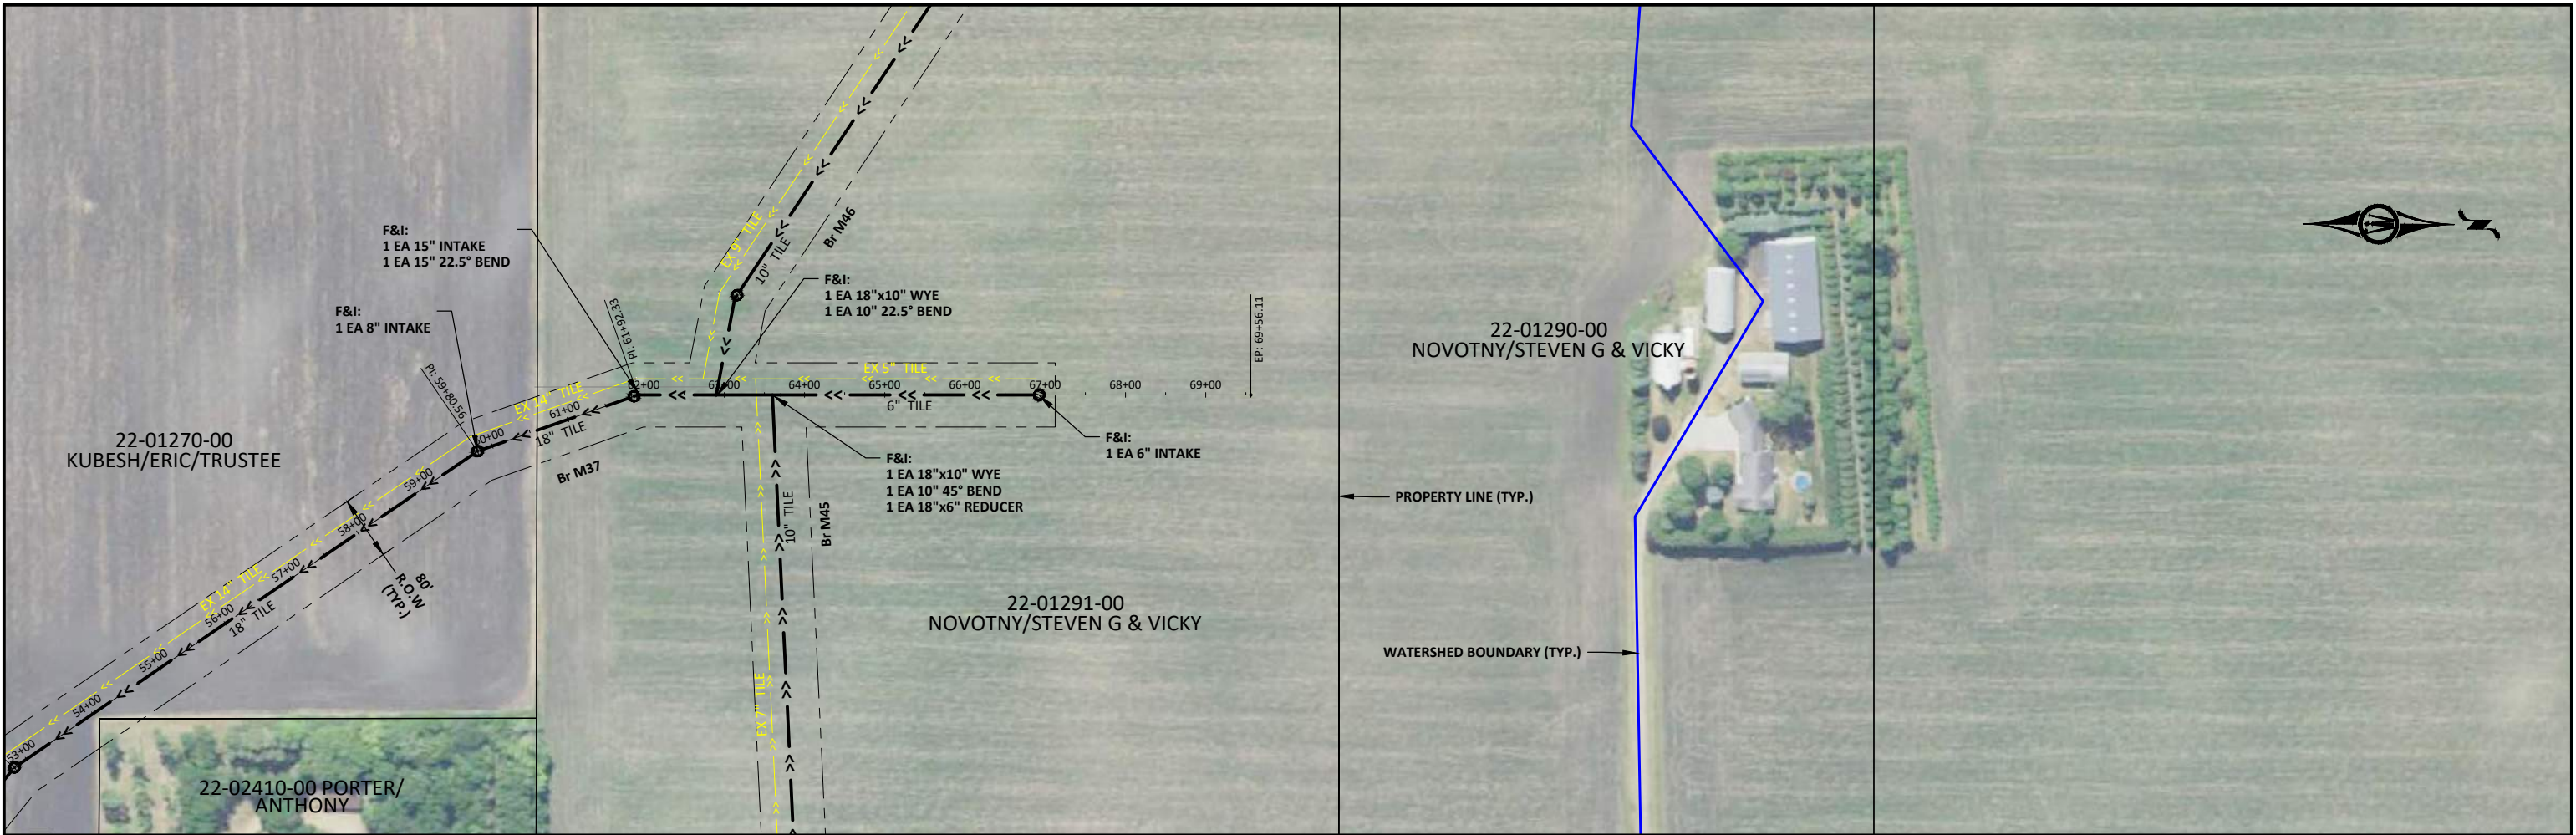 F&I:
1 EA 15" INTAKE
1 EA 15" 22.5° BEND
F&I:
1 EA 8" INTAKE
PI: 59+80.56
PI: 61+92.33
EX 9" TILE
10" TILE
Br M46
F&I:
1 EA 18"x10" WYE
1 EA 10" 22.5° BEND
EP: 69+56.11
22-01290-00
NOVOTNY/STEVEN G & VICKY
EX 5" TILE
62+00
63+00
64+00
65+00
66+00
67+00
68+00
69+00
6" TILE
EX 14" TILE
61+00
60+00
18" TILE
Br M37
22-01270-00
KUBESH/ERIC/TRUSTEE
F&I:
1 EA 6" INTAKE
F&I:
1 EA 18"x10" WYE
1 EA 10" 45° BEND
1 EA 18"x6" REDUCER
PROPERTY LINE (TYP.)
59+00
58+00
57+00
56+00
55+00
54+00
53+00
EX 14" TILE
18" TILE
80'
R.O.W
(TYP.)
10" TILE
Br M45
EX 7" TILE
22-01291-00
NOVOTNY/STEVEN G & VICKY
WATERSHED BOUNDARY (TYP.)
22-02410-00 PORTER/
ANTHONY
N